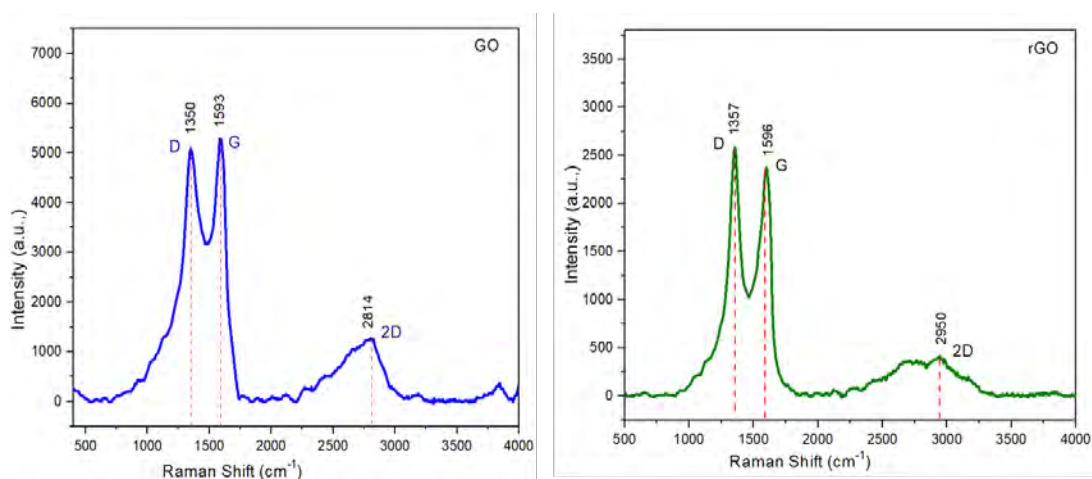 GO
7000
6000
5000
4000
3000
2000
1000
0
Intensity (a.u.,)
D
1350
1593
G
2814
2D
500 1000 1500 2000 2500 3000 3500 4000
Raman Shift (cm-1)
rGO
3500
3000
2500
2000
1500
1000
500
0
Intensity (a.u.,)
D
1357
1596
G
2950
2D
500 1000 1500 2000 2500 3000 3500 4000
Raman Shift (cm-1)